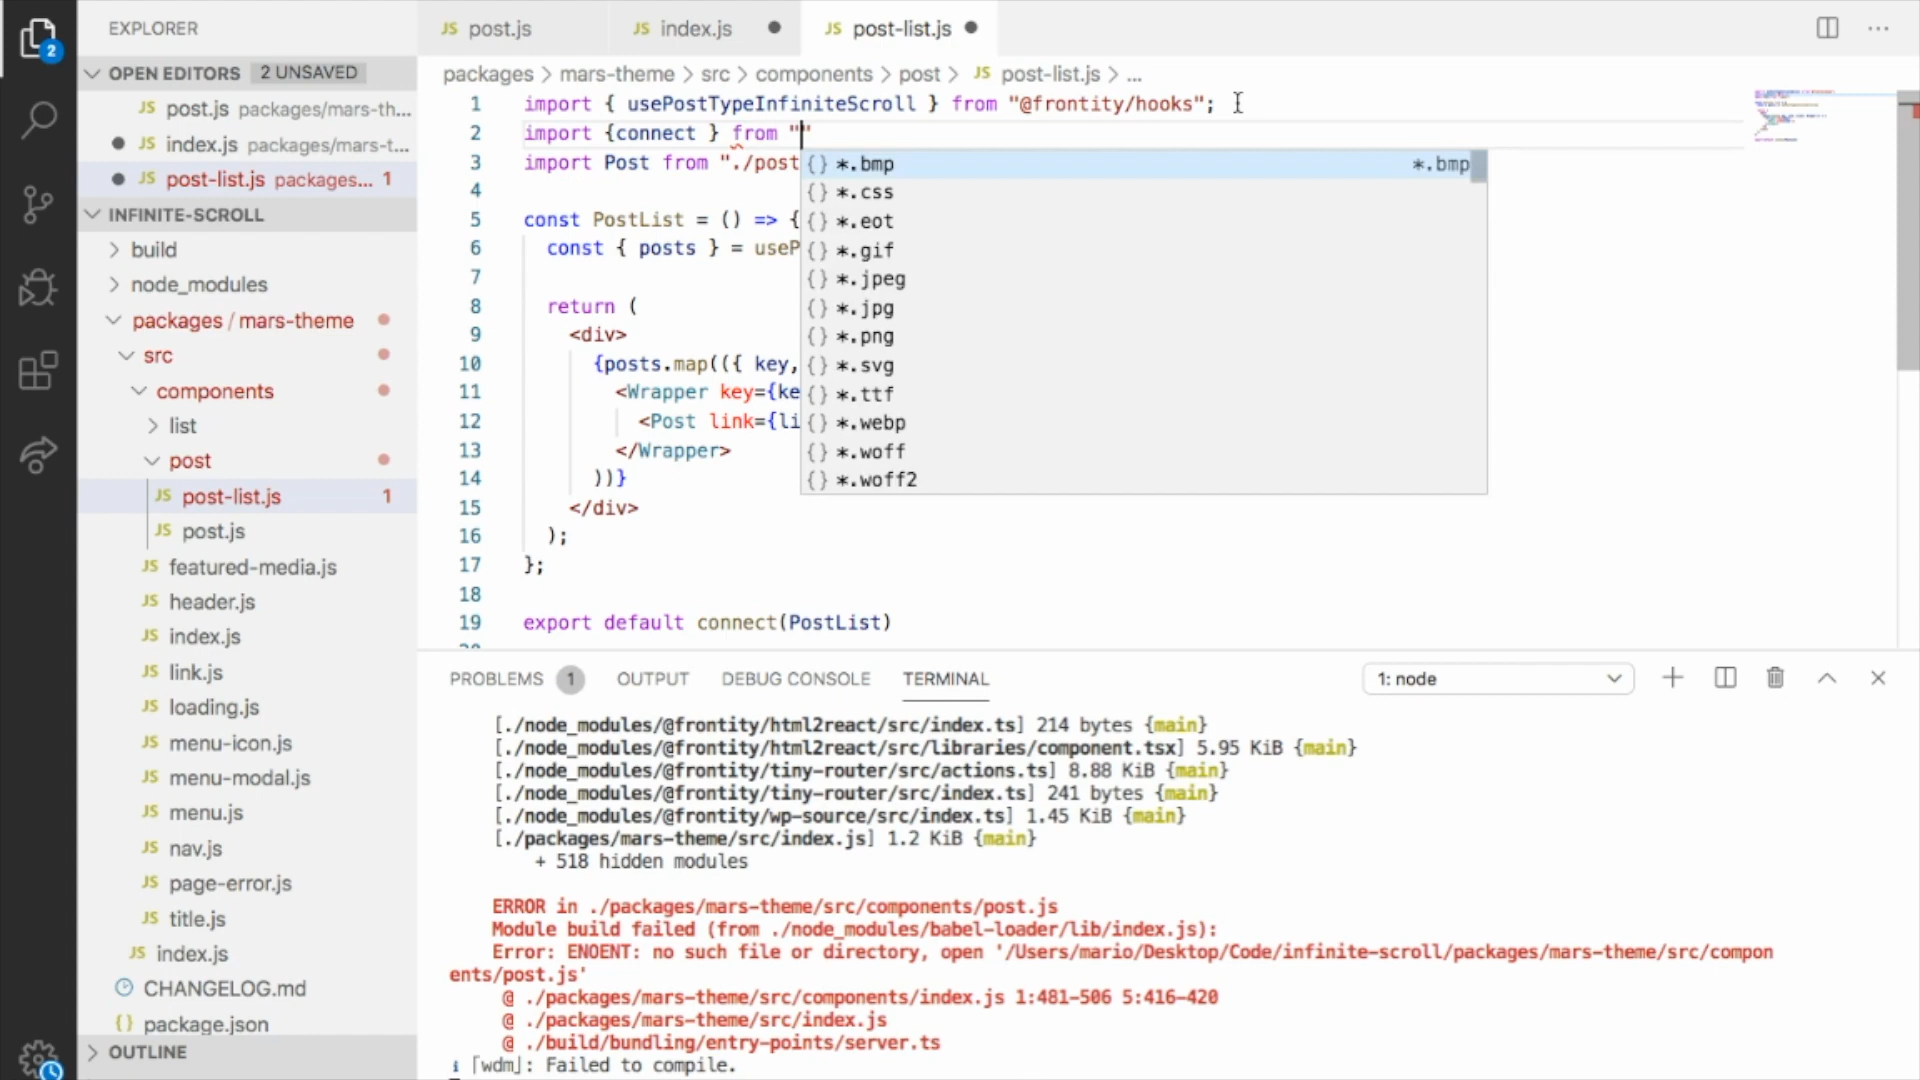 EXPLORER
JS post.js
JS index.js
JS post-list.js
2
OPEN EDITORS 2 UNSAVED
JS post.js packages/mars-th...
JS index.js packages/mars-t...
JS post-list.js packages... 1
INFINITE-SCROLL
build
node_modules
packages / mars-theme
src
components
list
post
JS post-list.js 1
JS post.js
JS featured-media.js
JS header.js
JS index.js
JS link.js
JS loading.js
JS menu-icon.js
JS menu-modal.js
JS menu.js
JS nav.js
JS page-error.js
JS title.js
JS index.js
CHANGELOG.md
{} package.json
OUTLINE
packages > mars-theme > src > components > post > JS post-list.js > ...
1 import { usePostTypeInfiniteScroll } from "@frontity/hooks";
2 import {connect } from ""
3 import Post from "./post
4
5 const PostList = () => {
6 const { posts } = useP
7
8 return (
9 <div>
10 {posts.map(({ key,
11 <Wrapper key={ke
12 <Post link={li
13 </Wrapper>
14 ))}
15 </div>
16 );
17 };
18
19 export default connect(PostList)
20
{} *.bmp *.bmp
{} *.css
{} *.eot
{} *.gif
{} *.jpeg
{} *.jpg
{} *.png
{} *.svg
{} *.ttf
{} *.webp
{} *.woff
{} *.woff2
PROBLEMS 1 OUTPUT DEBUG CONSOLE TERMINAL 1: node
[./node_modules/@frontity/html2react/src/index.ts] 214 bytes {main}
[./node_modules/@frontity/html2react/src/libraries/component.tsx] 5.95 KiB {main}
[./node_modules/@frontity/tiny-router/src/actions.ts] 8.88 KiB {main}
[./node_modules/@frontity/tiny-router/src/index.ts] 241 bytes {main}
[./node_modules/@frontity/wp-source/src/index.ts] 1.45 KiB {main}
[./packages/mars-theme/src/index.js] 1.2 KiB {main}
+ 518 hidden modules
ERROR in ./packages/mars-theme/src/components/post.js
Module build failed (from ./node_modules/babel-loader/lib/index.js):
Error: ENOENT: no such file or directory, open '/Users/mario/Desktop/Code/infinite-scroll/packages/mars-theme/src/compon
ents/post.js'
@ ./packages/mars-theme/src/components/index.js 1:481-506 5:416-420
@ ./packages/mars-theme/src/index.js
@ ./build/bundling/entry-points/server.ts
i ｢wdm｣: Failed to compile.